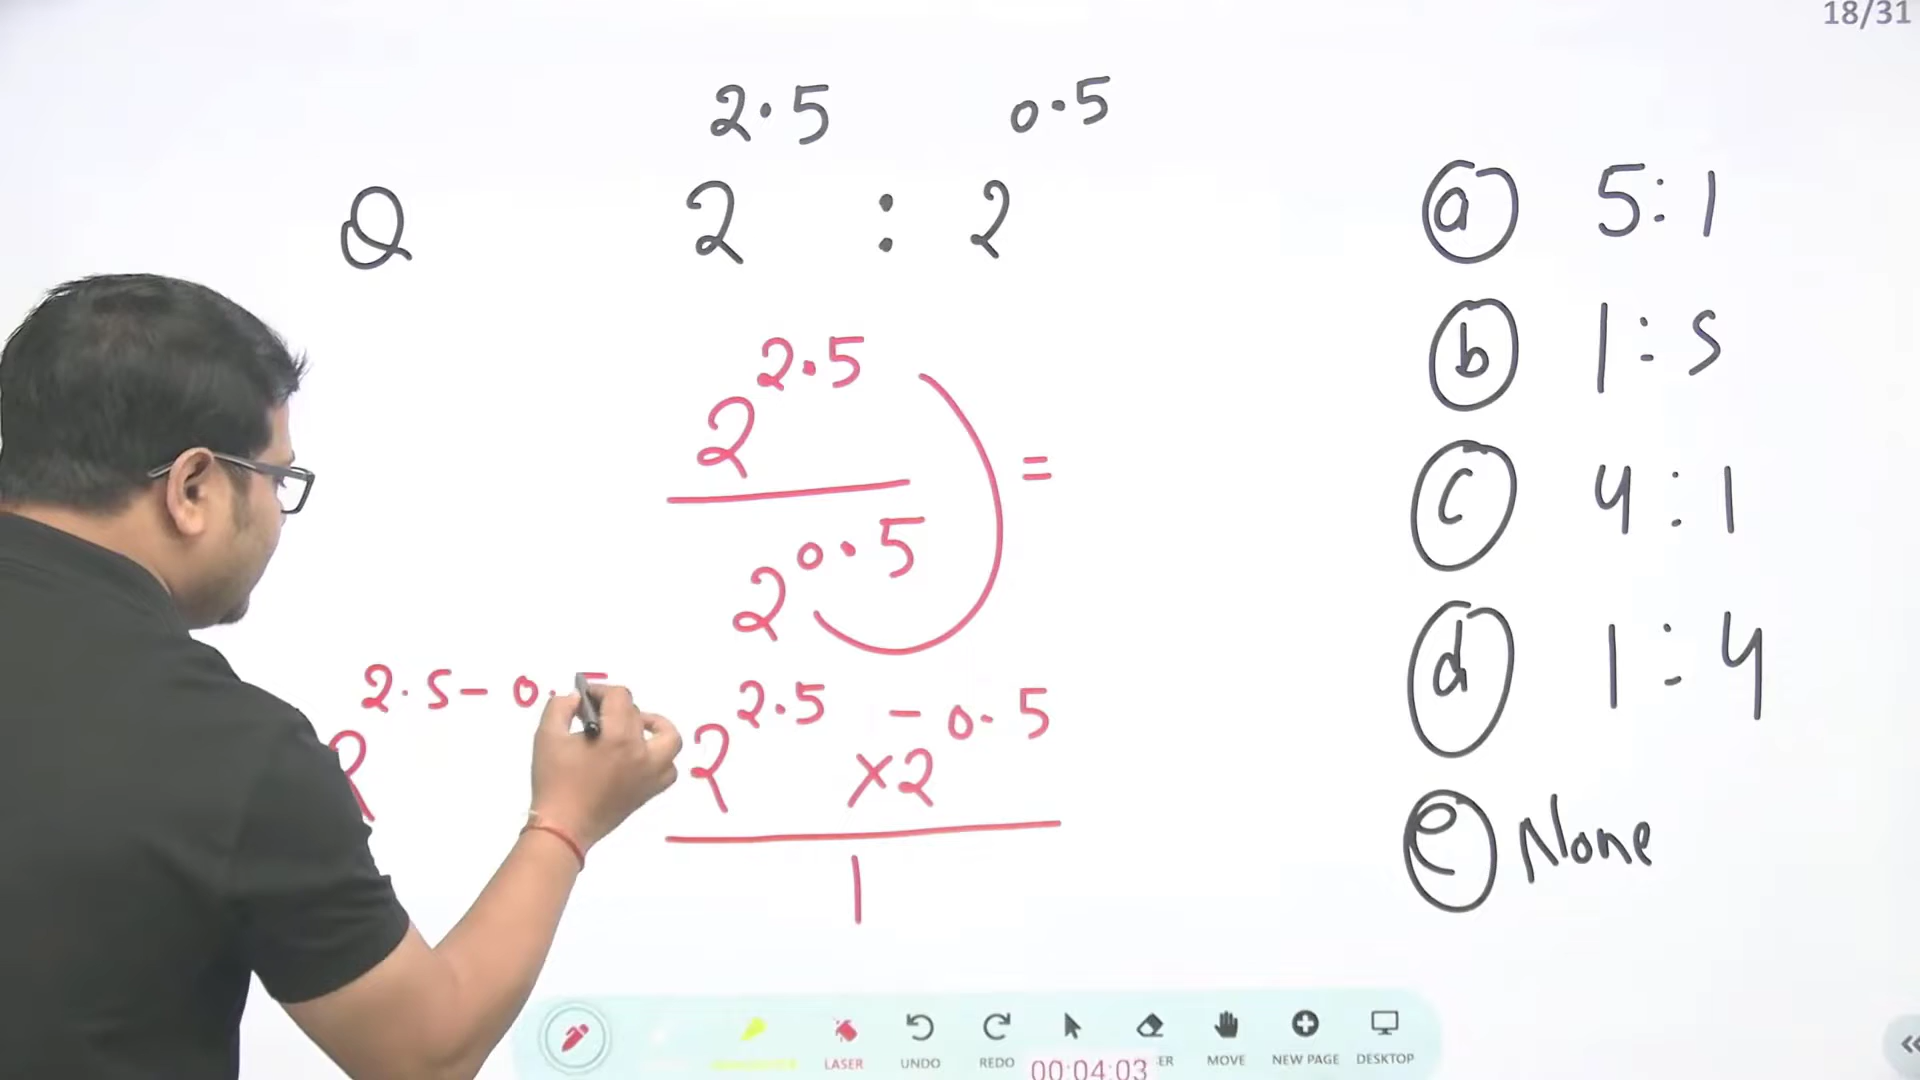 18/31
Q 2^2.5 : 2^0.5
2^2.5
2^0.5
=
2^2.5-0.5
2^2.5 × 2^-0.5
1
(a) 5:1
(b) 1:5
(c) 4:1
(d) 1:4
(e) None
LASER UNDO REDO MOVE NEW PAGE DESKTOP
00:04:03